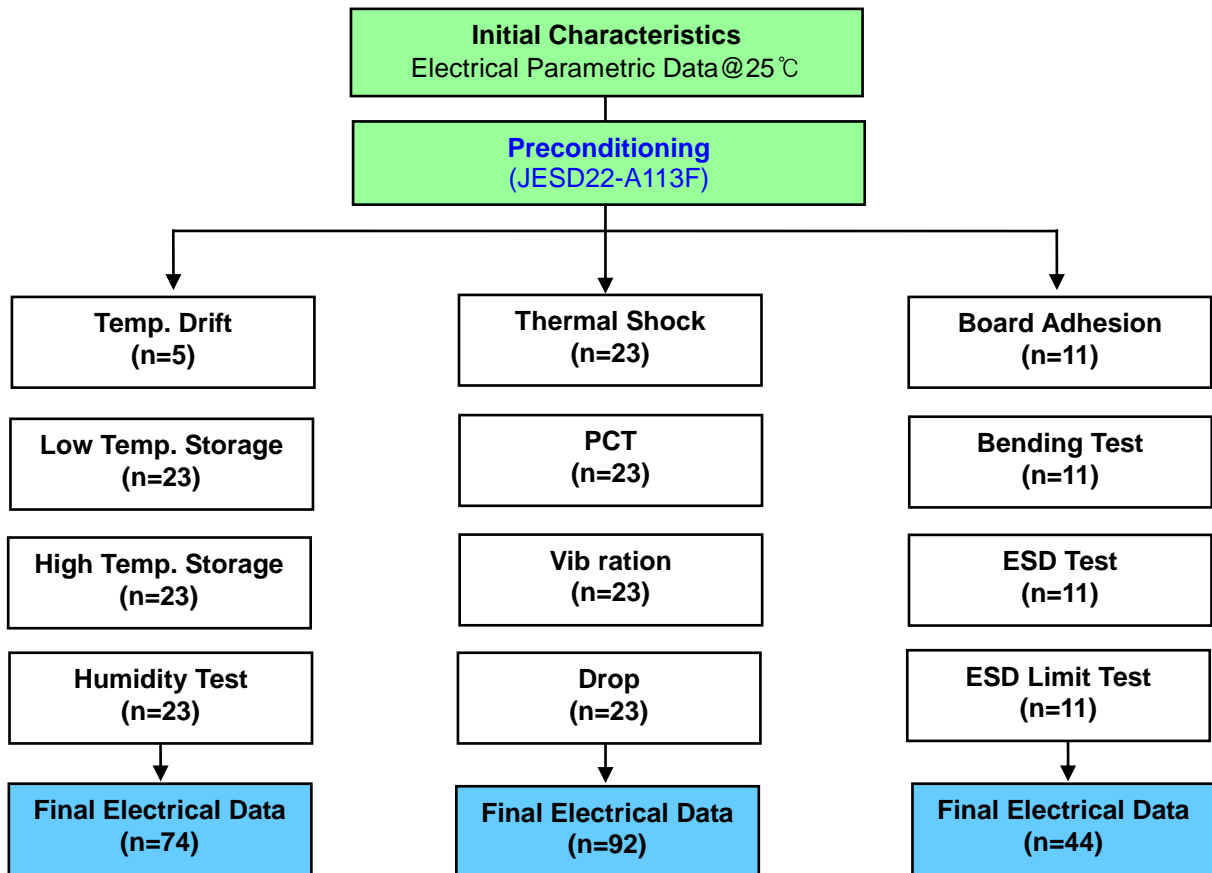 Initial Characteristics
Electrical Parametric Data@25℃
Preconditioning
(JESD22-A113F)
Temp. Drift
(n=5)
Low Temp. Storage
(n=23)
High Temp. Storage
(n=23)
Humidity Test
(n=23)
Final Electrical Data
(n=74)
Thermal Shock
(n=23)
PCT
(n=23)
Vib ration
(n=23)
Drop
(n=23)
Final Electrical Data
(n=92)
Board Adhesion
(n=11)
Bending Test
(n=11)
ESD Test
(n=11)
ESD Limit Test
(n=11)
Final Electrical Data
(n=44)